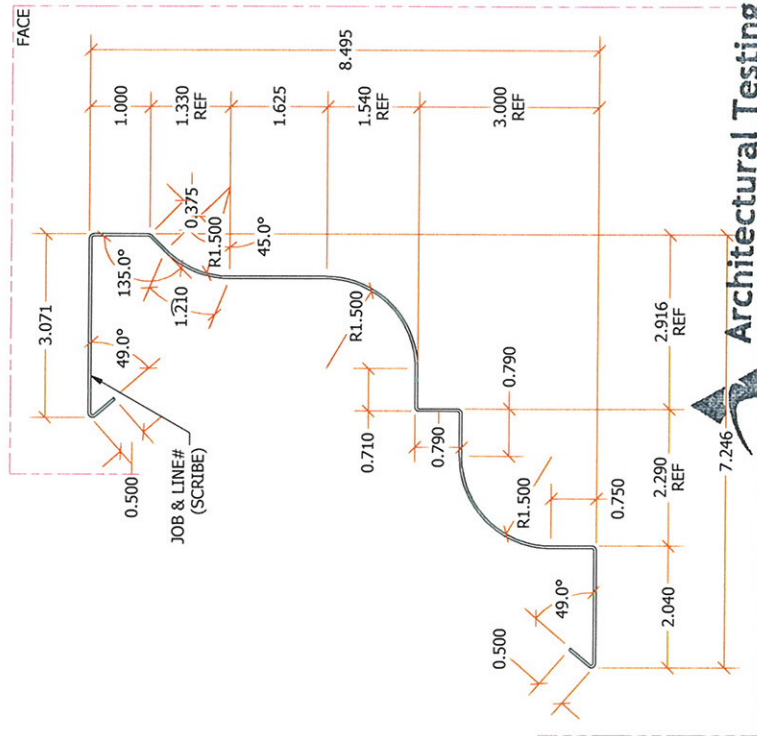 FACE
3.071
8.495
1.000
1.330
REF
1.625
1.540
REF
3.000
REF
0.375
135.0°
R1.500
45.0°
1.210
49.0°
0.500
JOB & LINE#
(SCRIBE)
R1.500
0.710
0.790
0.790
R1.500
0.750
49.0°
0.500
2.040
2.290
REF
2.916
REF
7.246
Architectural Testing